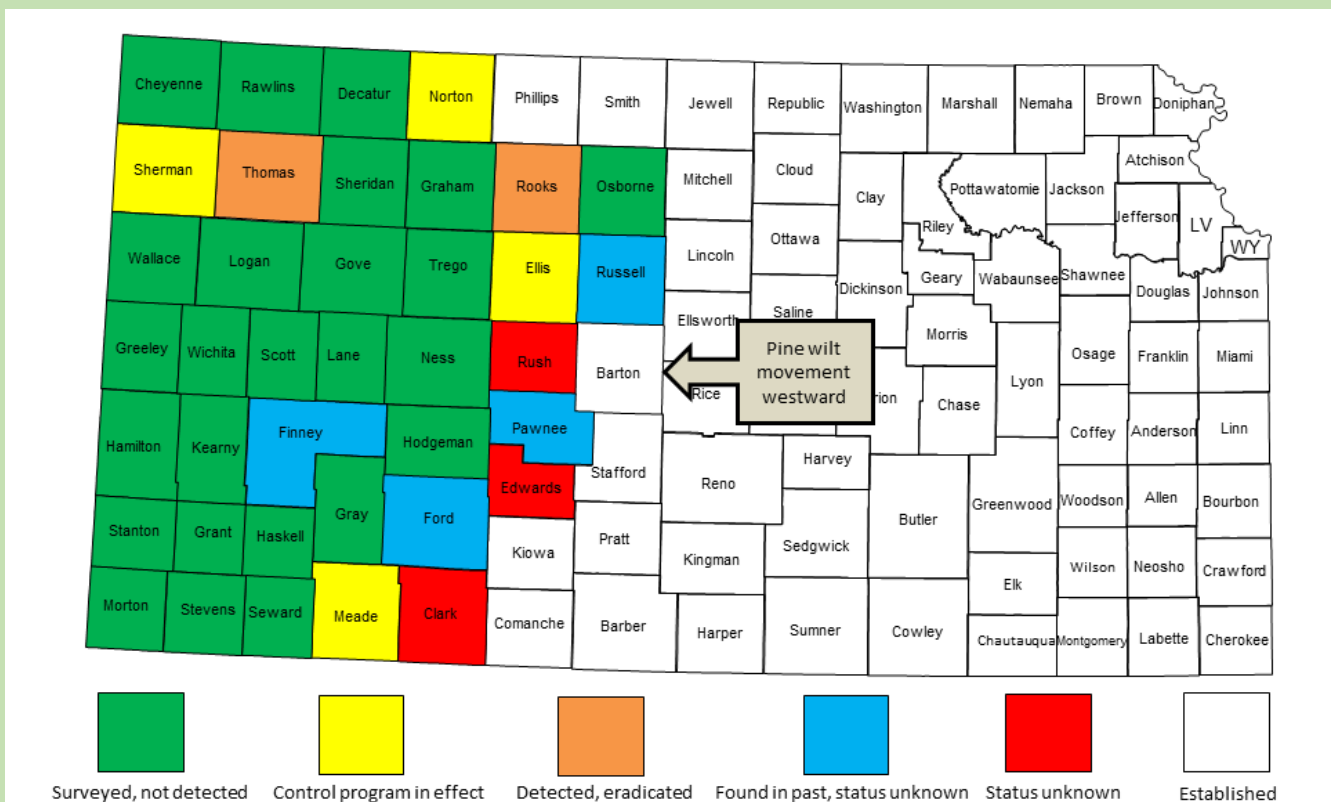 Cheyenne
Rawlins
Decatur
Norton
Phillips
Smith
Jewell
Republic
Washington
Marshall
Nemaha
Brown
Doniphan
Sherman
Thomas
Sheridan
Graham
Rooks
Osborne
Mitchell
Cloud
Clay
Riley
Pottawatomie
Jackson
Atchison
Jefferson
LV
WY
Wallace
Logan
Gove
Trego
Ellis
Russell
Lincoln
Ottawa
Dickinson
Geary
Wabaunsee
Shawnee
Douglas
Johnson
Ellsworth
Saline
Morris
Greeley
Wichita
Scott
Lane
Ness
Rush
Barton
Rice
Pine wilt
movement
westward
rion
Chase
Lyon
Osage
Franklin
Miami
Hamilton
Kearny
Finney
Hodgeman
Pawnee
Edwards
Stafford
Reno
Harvey
Butler
Greenwood
Coffey
Anderson
Linn
Woodson
Allen
Bourbon
Stanton
Grant
Haskell
Gray
Ford
Kiowa
Pratt
Kingman
Sedgwick
Elk
Wilson
Neosho
Crawford
Morton
Stevens
Seward
Meade
Clark
Comanche
Barber
Harper
Sumner
Cowley
Chautauqua
Montgomery
Labette
Cherokee
Surveyed, not detected
Control program in effect
Detected, eradicated
Found in past, status unknown
Status unknown
Established